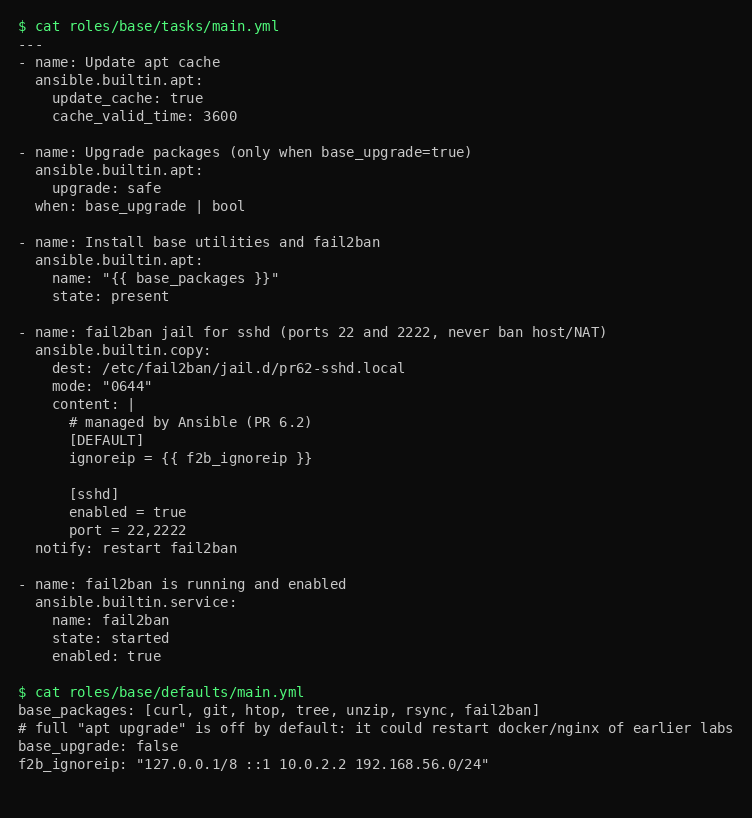 $ cat roles/base/tasks/main.yml
---
- name: Update apt cache
  ansible.builtin.apt:
    update_cache: true
    cache_valid_time: 3600

- name: Upgrade packages (only when base_upgrade=true)
  ansible.builtin.apt:
    upgrade: safe
  when: base_upgrade | bool

- name: Install base utilities and fail2ban
  ansible.builtin.apt:
    name: "{{ base_packages }}"
    state: present

- name: fail2ban jail for sshd (ports 22 and 2222, never ban host/NAT)
  ansible.builtin.copy:
    dest: /etc/fail2ban/jail.d/pr62-sshd.local
    mode: "0644"
    content: |
      # managed by Ansible (PR 6.2)
      [DEFAULT]
      ignoreip = {{ f2b_ignoreip }}

      [sshd]
      enabled = true
      port = 22,2222
  notify: restart fail2ban

- name: fail2ban is running and enabled
  ansible.builtin.service:
    name: fail2ban
    state: started
    enabled: true

$ cat roles/base/defaults/main.yml
base_packages: [curl, git, htop, tree, unzip, rsync, fail2ban]
# full "apt upgrade" is off by default: it could restart docker/nginx of earlier labs
base_upgrade: false
f2b_ignoreip: "127.0.0.1/8 ::1 10.0.2.2 192.168.56.0/24"